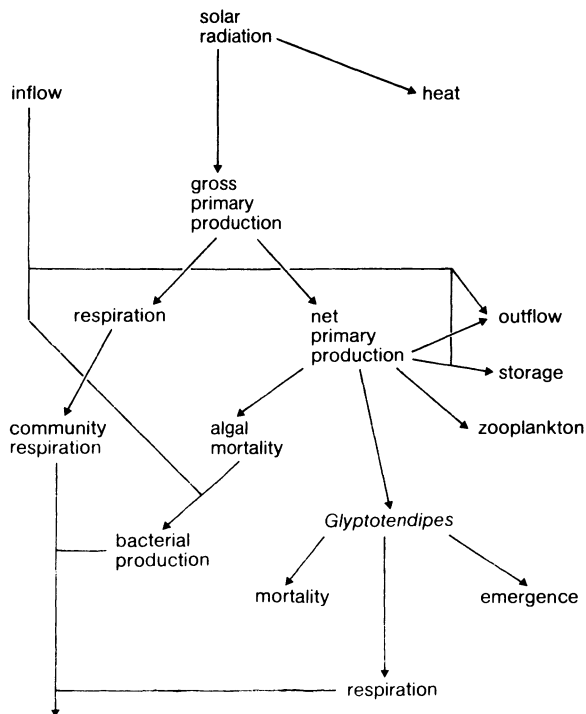 solar
radiation
inflow
heat
gross
primary
production
respiration
net
primary
production
outflow
storage
community
respiration
algal
mortality
zooplankton
Glyptotendipes
bacterial
production
mortality
emergence
respiration